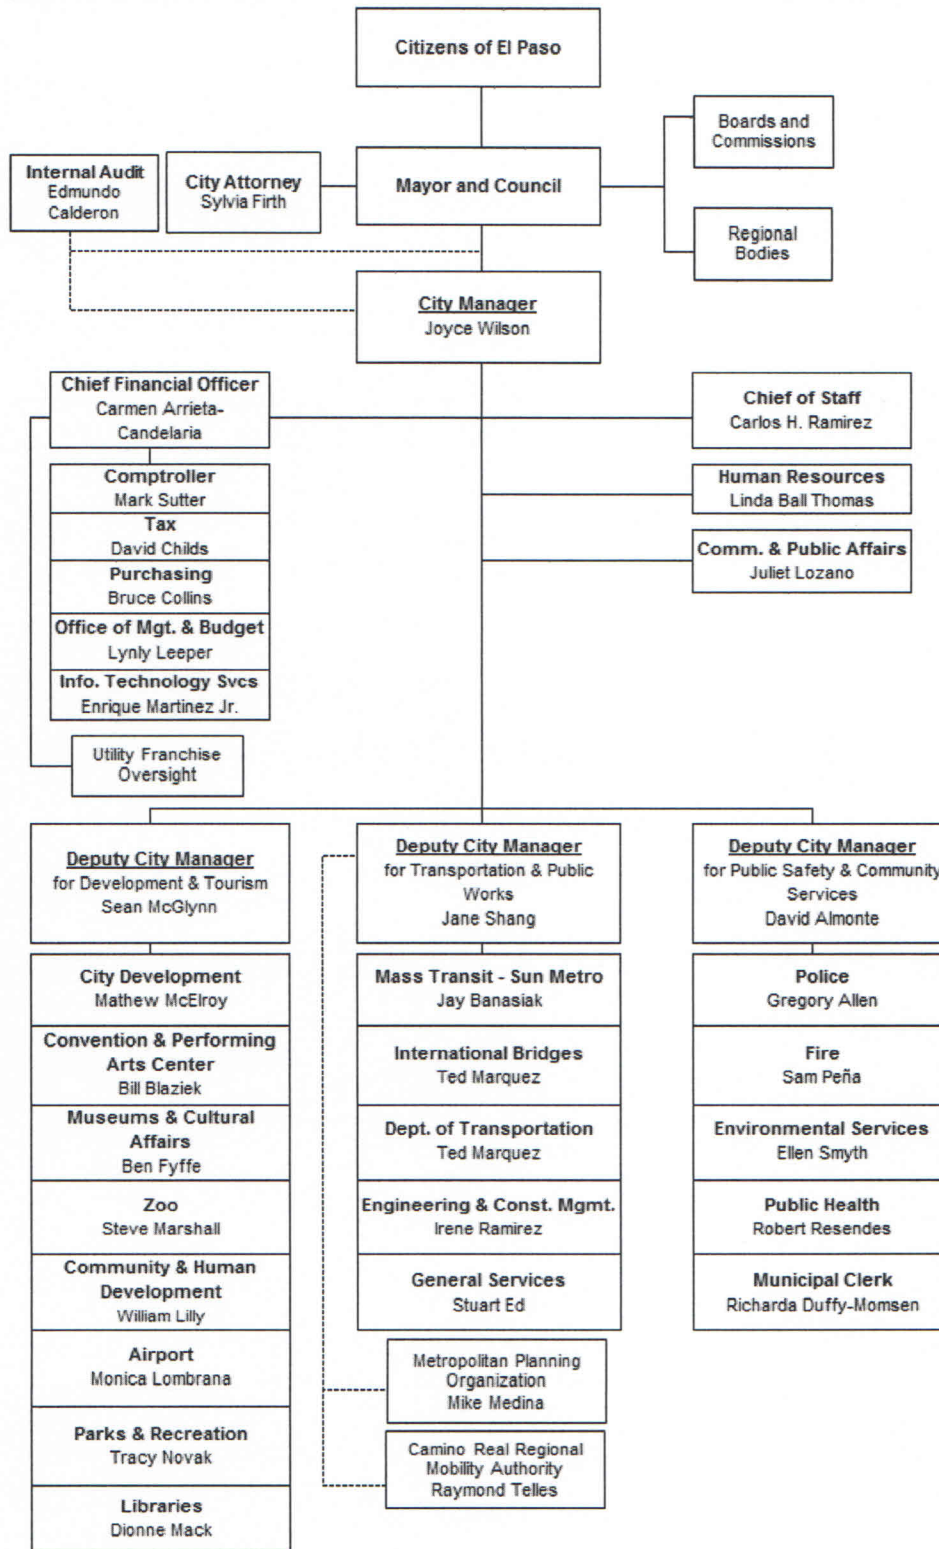 Citizens of El Paso
Boards and
Commissions
Internal Audit
Edmundo
Calderon
City Attorney
Sylvia Firth
Mayor and Council
Regional
Bodies
City Manager
Joyce Wilson
Chief Financial Officer
Carmen Arrieta-
Candelaria
Comptroller
Mark Sutter
Tax
David Childs
Purchasing
Bruce Collins
Office of Mgt. & Budget
Lynly Leeper
Info. Technology Svcs
Enrique Martinez Jr.
Utility Franchise
Oversight
Chief of Staff
Carlos H. Ramirez
Human Resources
Linda Ball Thomas
Comm. & Public Affairs
Juliet Lozano
Deputy City Manager
for Development & Tourism
Sean McGlynn
City Development
Mathew McElroy
Convention & Performing
Arts Center
Bill Blaziek
Museums & Cultural
Affairs
Ben Fyffe
Zoo
Steve Marshall
Community & Human
Development
William Lilly
Airport
Monica Lombrana
Parks & Recreation
Tracy Novak
Libraries
Dionne Mack
Deputy City Manager
for Transportation & Public
Works
Jane Shang
Mass Transit - Sun Metro
Jay Banasiak
International Bridges
Ted Marquez
Dept. of Transportation
Ted Marquez
Engineering & Const. Mgmt.
Irene Ramirez
General Services
Stuart Ed
Metropolitan Planning
Organization
Mike Medina
Camino Real Regional
Mobility Authority
Raymond Telles
Deputy City Manager
for Public Safety & Community
Services
David Almonte
Police
Gregory Allen
Fire
Sam Peña
Environmental Services
Ellen Smyth
Public Health
Robert Resendes
Municipal Clerk
Richarda Duffy-Momsen